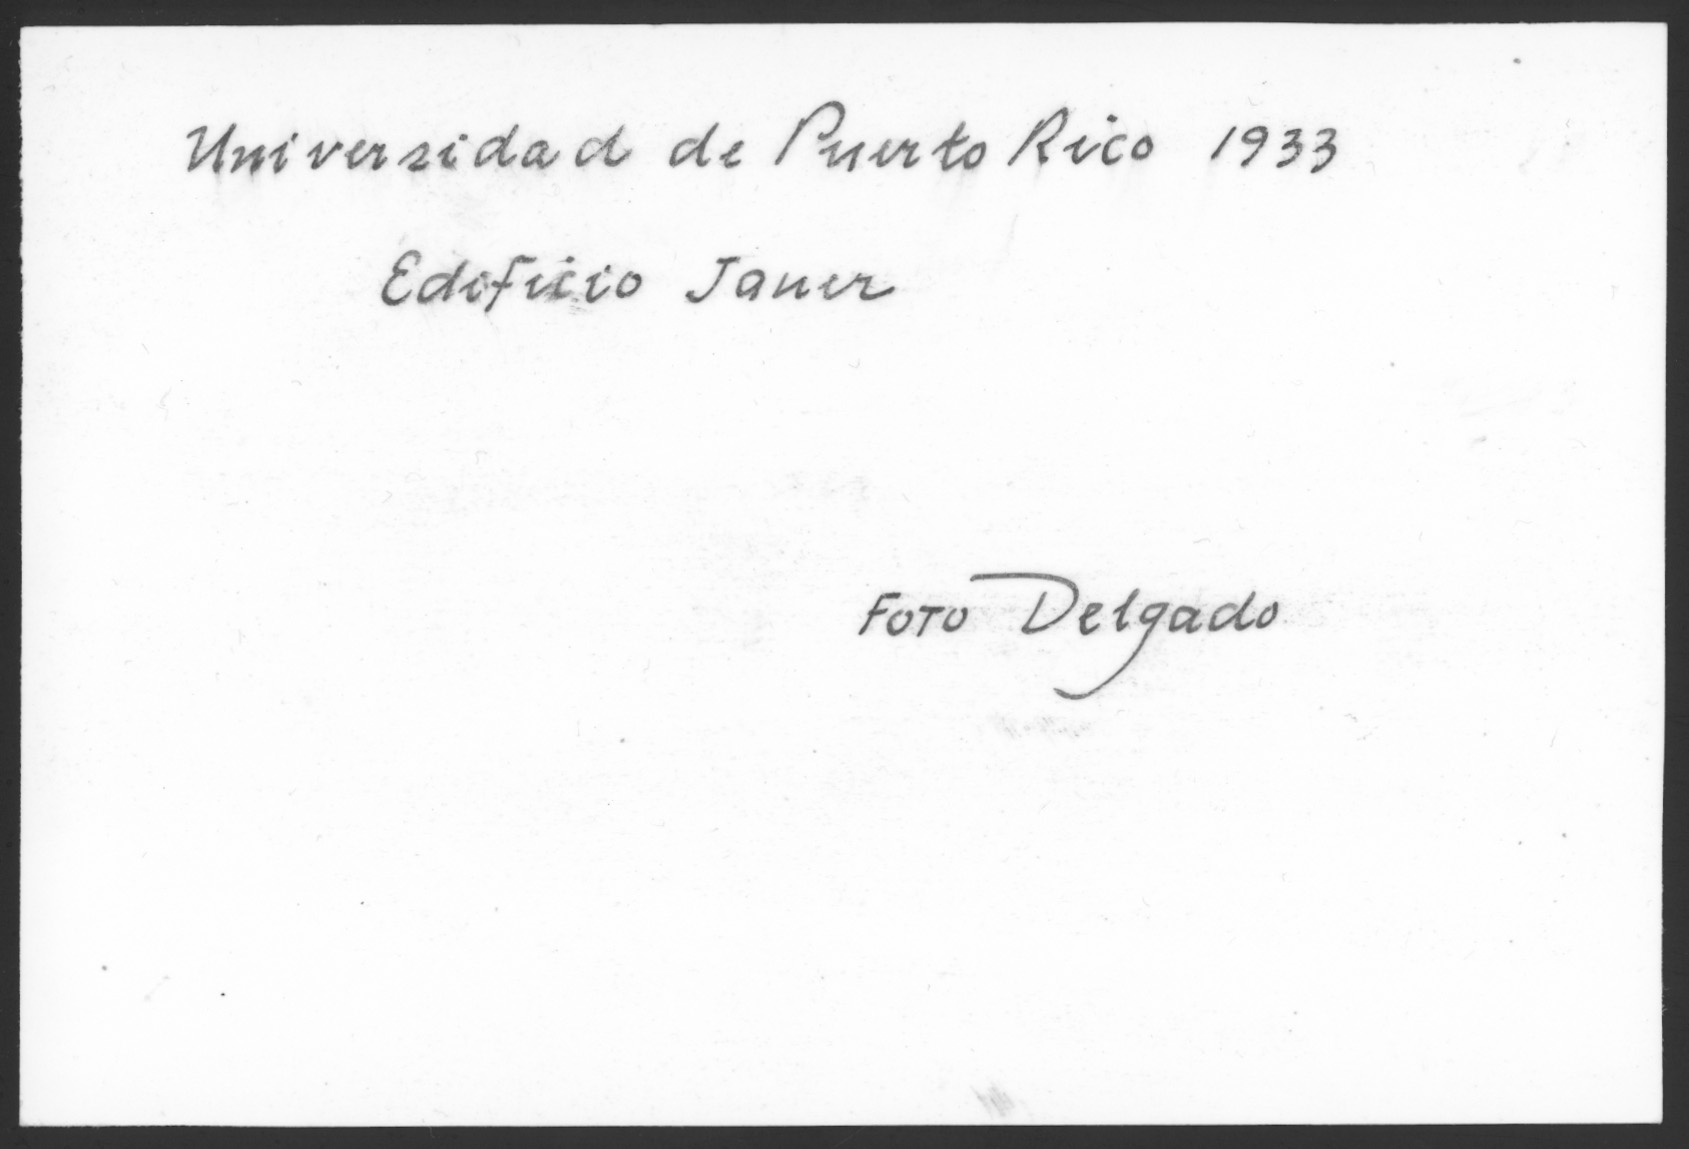 Universidad de Puerto Rico 1933
Edificio Janer
Foto Delgado